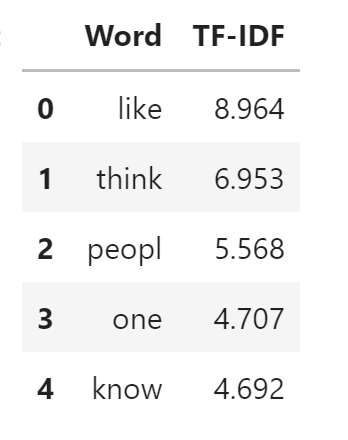 Word TF-IDF
0 like 8.964
1 think 6.953
2 peopl 5.568
3 one 4.707
4 know 4.692